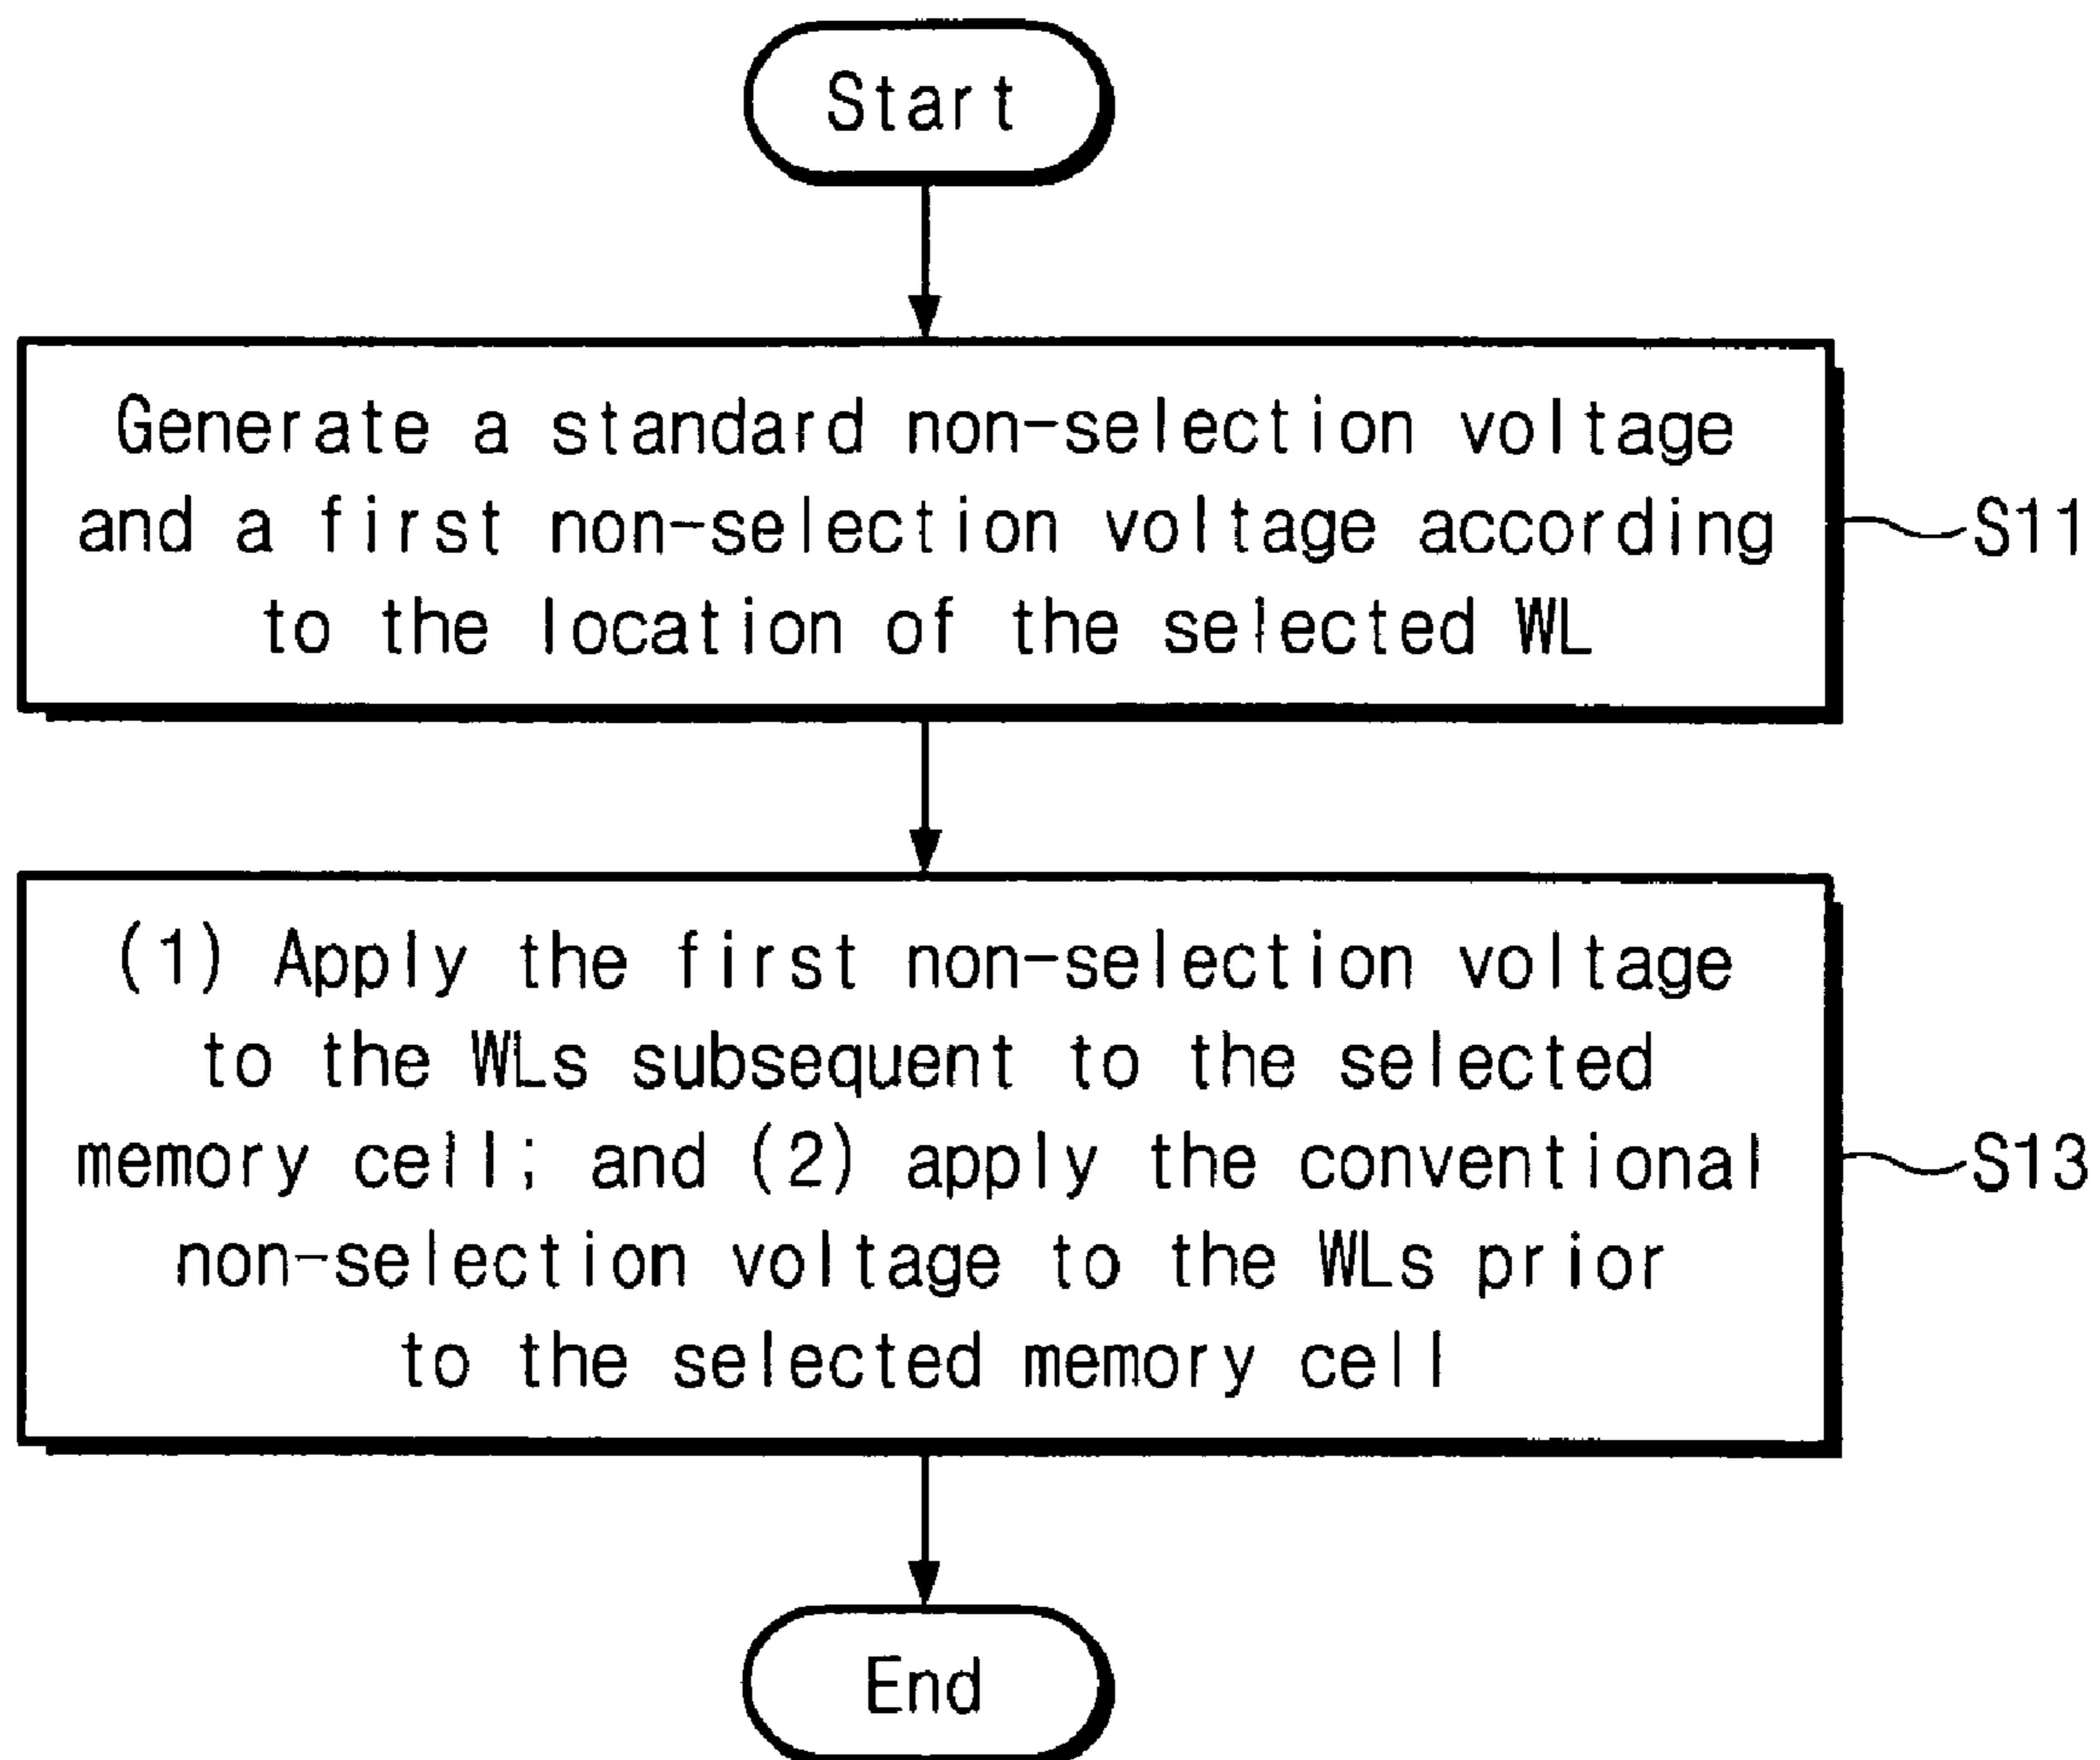 Start
Generate a standard non-selection voltage
and a first non-selection voltage according
to the location of the selected WL
S11
(1) Apply the first non-selection voltage
to the WLs subsequent to the selected
memory cell; and (2) apply the conventional
non-selection voltage to the WLs prior
to the selected memory cell
S13
End